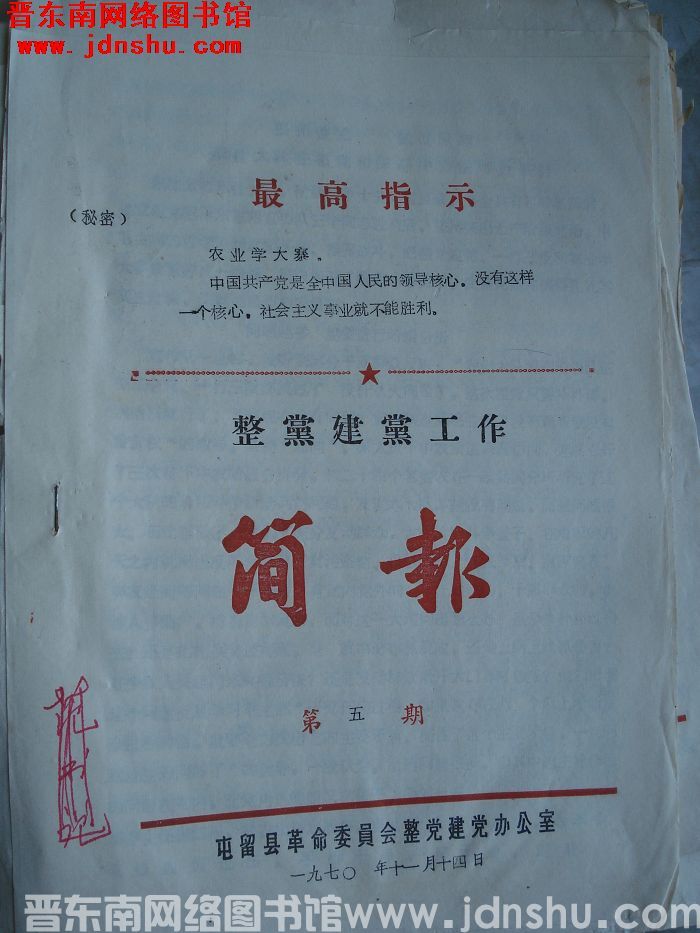 晋东南网络图书馆
www.jdnshu.com
最高指示
（秘密）
农业学大寨。
中国共产党是全中国人民的领导核心。没有这样
一个核心，社会主义事业就不能胜利。
整黨建黨工作
简報
第五期
屯留县革命委員会整党建党办公室
一九七〇年十一月十四日
晋东南网络图书馆www.jdnshu.com